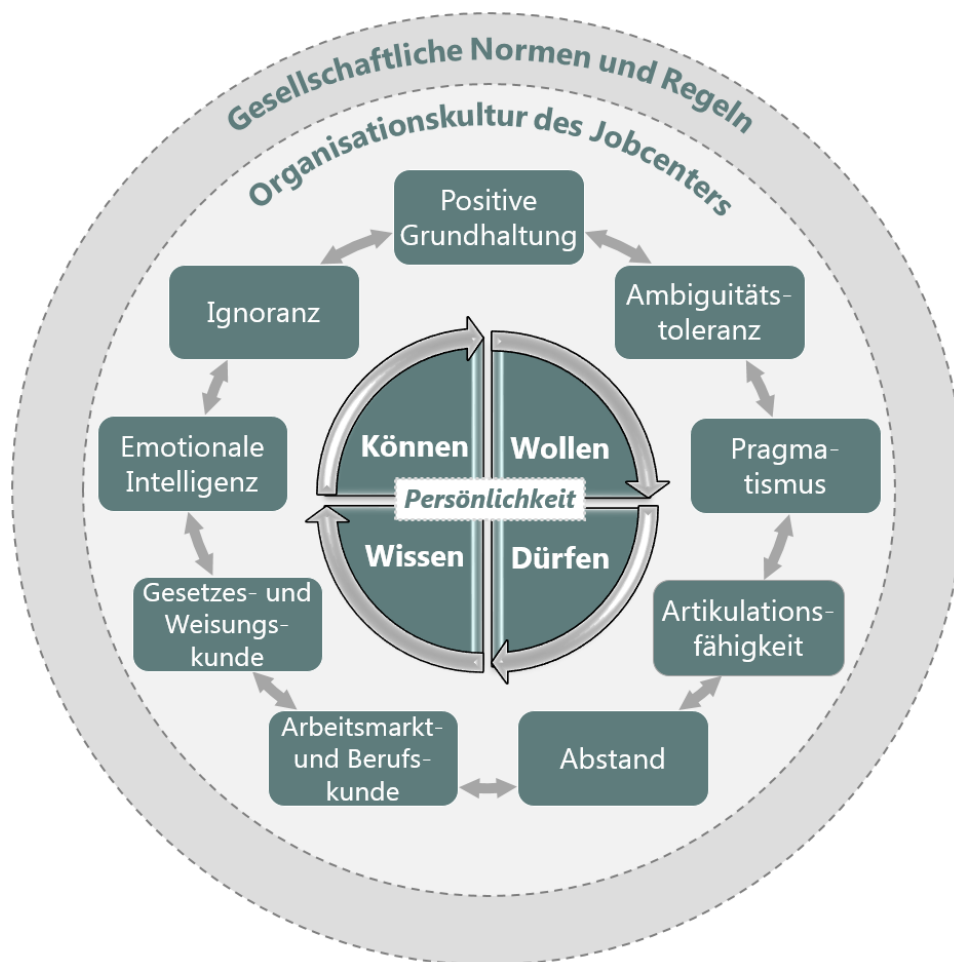 Gesellschaftliche Normen und Regeln
Organisationskultur des Jobcenters
Positive
Grundhaltung
Ambiguitäts-
toleranz
Pragma-
tismus
Artikulations-
fähigkeit
Abstand
Arbeitsmarkt-
und Berufs-
kunde
Gesetzes- und
Weisungs-
kunde
Emotionale
Intelligenz
Ignoranz
Können
Wollen
Persönlichkeit
Wissen
Dürfen